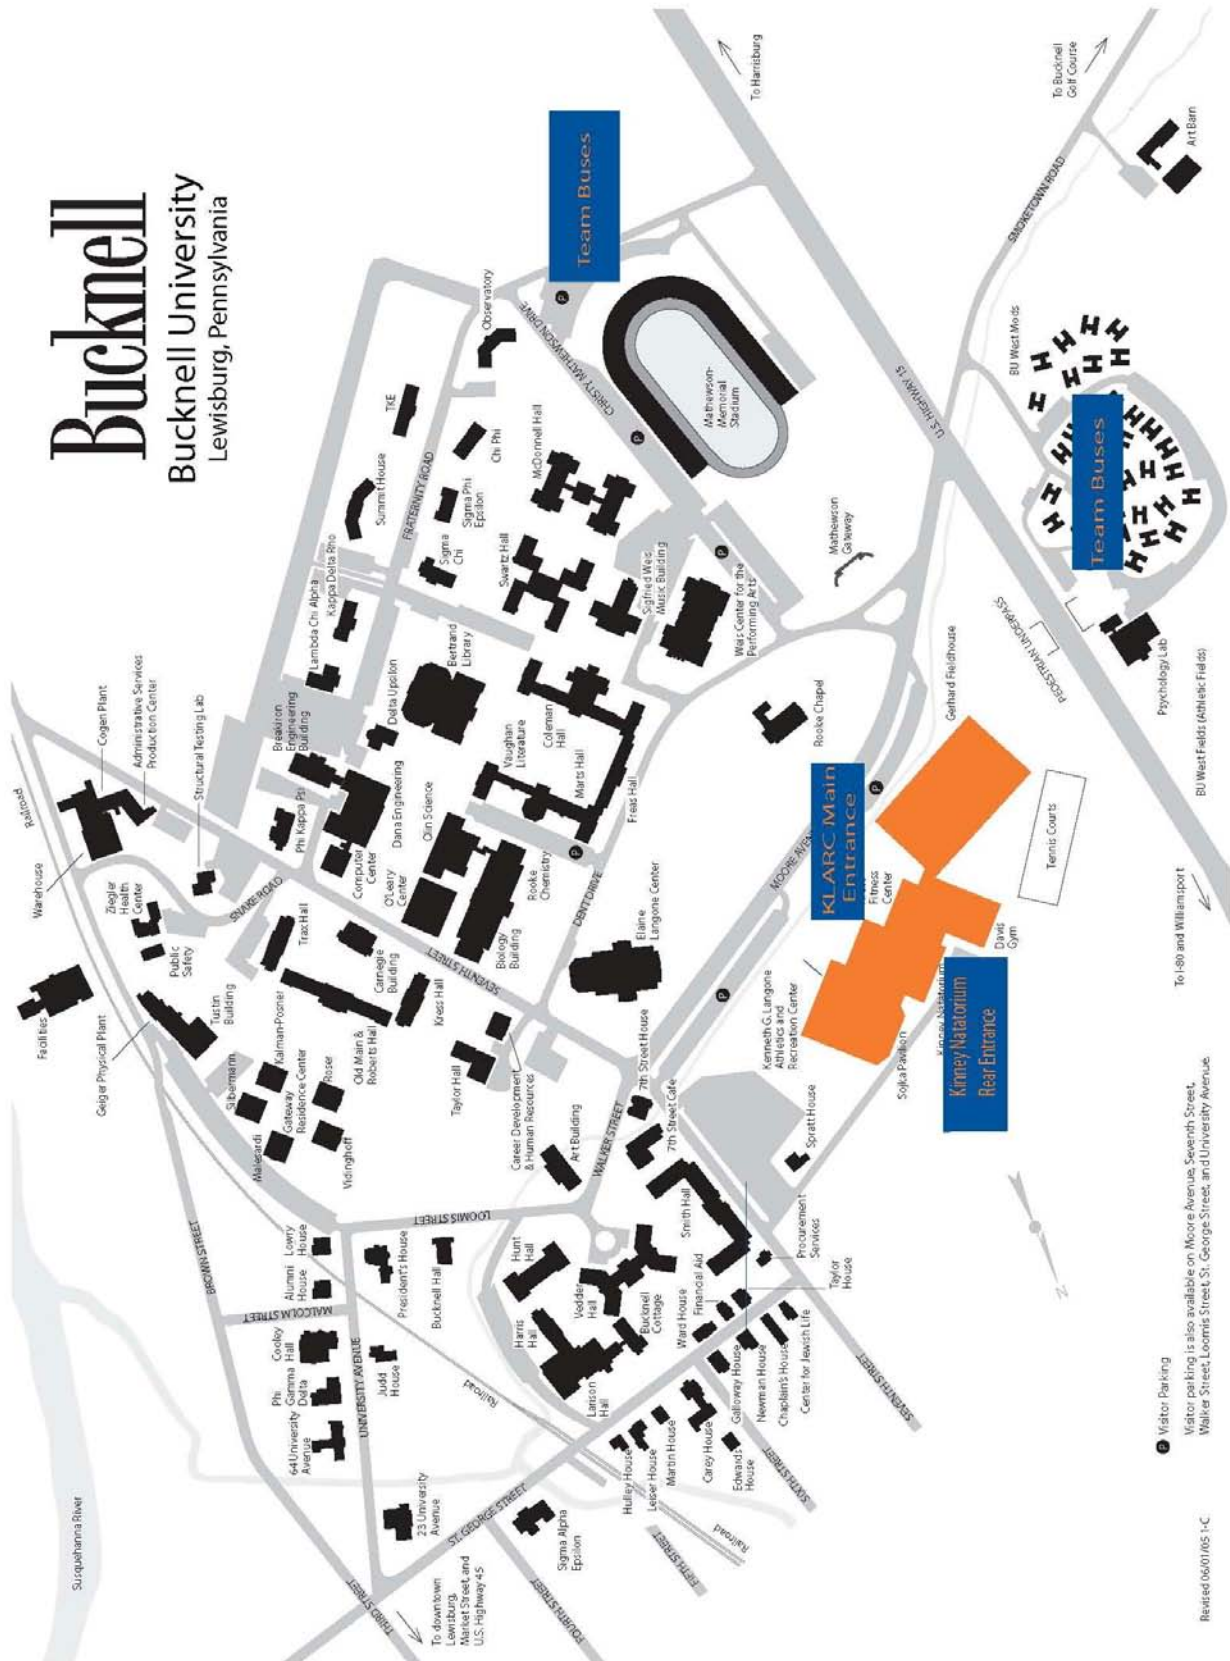 Bucknell
Bucknell University
Lewisburg, Pennsylvania
Susquehanna River
Railroad
Cogen Plant
Administrative Services
Production Center
Structural Testing Lab
Warehouse
Ziegler
Health
Center
Public
Safety
Facilities
Geiger Physical Plant
Tustin
Building
SNAKE ROAD
Trax Hall
Carnegie
Building
Kress Hall
Old Main &
Roberts Hall
Silbermann
Kalman-Posner
Gateway
Residence Center
Roser
Malesardi
Vidinghoff
Taylor Hall
Career Development
& Human Resources
Art Building
Breakiron
Engineering
Building
Phi Kappa Psi
Dana Engineering
Computer
Center
O'Leary
Center
Olin Science
Rooke
Chemistry
Biology
Building
SEVENTH STREET
Lambda Chi Alpha
Kappa Delta Rho
Delta Upsilon
Bertrand
Library
Vaughan
Literature
Coleman
Hall
Marts Hall
Freas Hall
DENT DRIVE
Elaine
Langone Center
Summit House
TKE
Observatory
FRATERNITY ROAD
Sigma
Chi
Sigma Phi
Epsilon
Chi Phi
Swartz Hall
McDonnell Hall
CHRISTY MATHEWSON DRIVE
P
Team Buses
Mathewson-
Memorial
Stadium
P
Sigfried Weis
Music Building
Weis Center for the
Performing Arts
P
Mathewson
Gateway
Rooke Chapel
P
P
P
MOORE AVEN
KLARC Main
Entrance
Fitness
Center
Gerhard Fieldhouse
Tennis Courts
Davis
Gym
Kinney Natatorium
Kinney Natatorium
Rear Entrance
Sojka Pavilion
Kenneth G. Langone
Athletics and
Recreation Center
Spratt House
7th Street House
7th Street Cafe
WALKER STREET
LOOMIS STREET
Smith Hall
Procurement
Services
Taylor
House
Hunt
Hall
Vedder
Hall
Harris
Hall
Larison
Hall
Bucknell
Cottage
Ward House
Financial Aid
Galloway House
Newman House
Chaplain's House
Center for Jewish Life
Hulley House
Leiser House
Martin House
Carey House
Edwards
House
SEVENTH STREET
SIXTH STREET
FIFTH STREET
FOURTH STREET
THIRD STREET
ST. GEORGE STREET
BROWN STREET
MALCOLM STREET
UNIVERSITY AVENUE
Lowry
House
Alumni
House
Cooley
Hall
Phi
Gamma
Delta
64 University
Avenue
President's House
Bucknell Hall
Judd
House
Railroad
Railroad
23 University
Avenue
Sigma Alpha
Epsilon
To downtown
Lewisburg,
Market Street, and
U.S. Highway 45
To Harrisburg
To Bucknell
Golf Course
Art Barn
SMOKETOWN ROAD
U.S. HIGHWAY 15
BU West Mods
Team Buses
PEDESTRIAN UNDERPASS
Psychology Lab
BU West Fields (Athletic Fields)
To I-80 and Williamsport
N
P Visitor Parking
Visitor parking is also available on Moore Avenue, Seventh Street,
Walker Street, Loomis Street, St. George Street, and University Avenue.
Revised 06/01/05 1-C